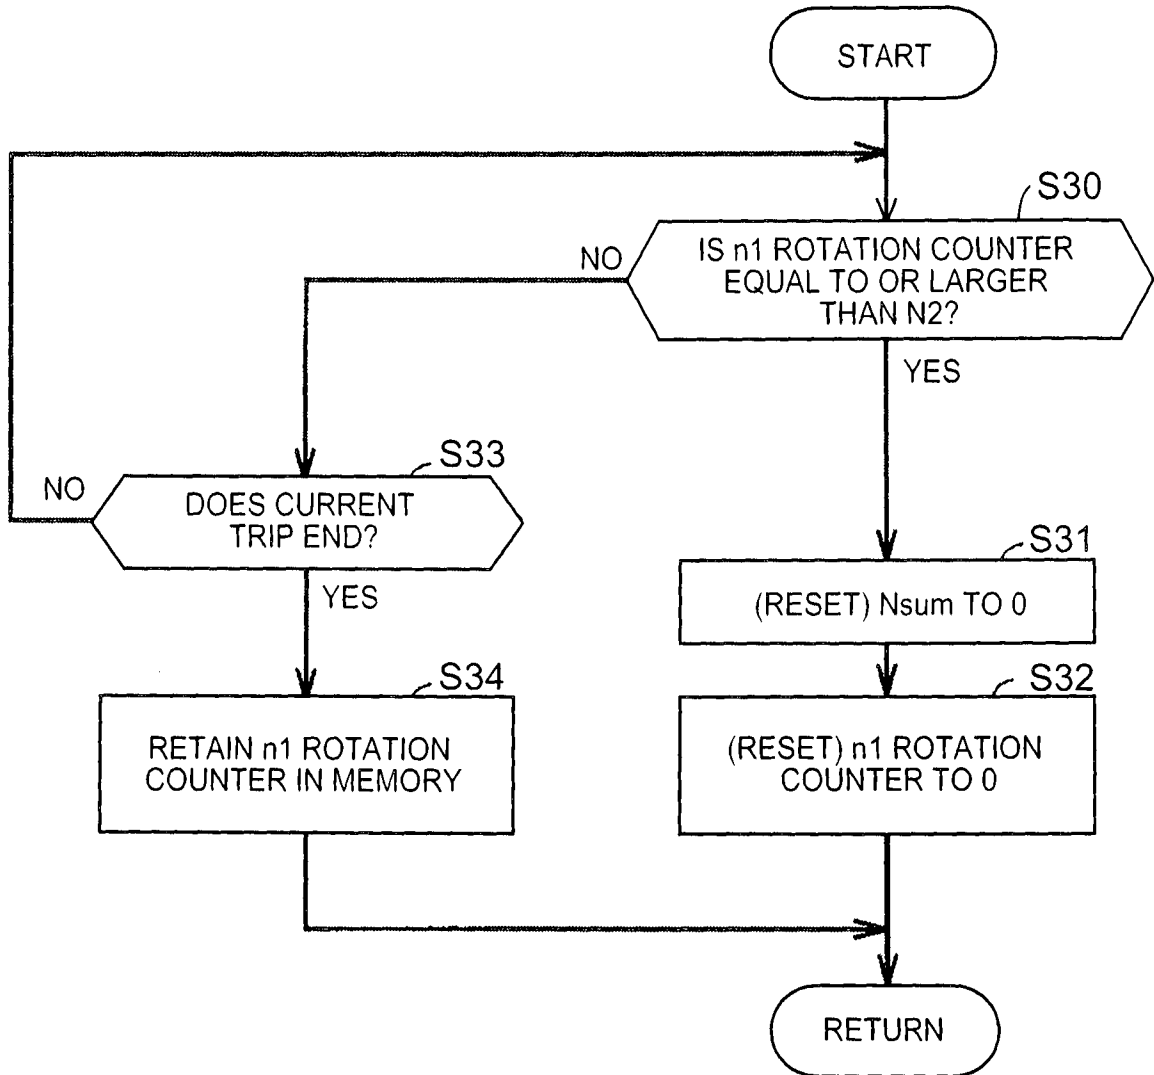 START
S30
IS n1 ROTATION COUNTER
EQUAL TO OR LARGER
THAN N2?
NO
YES
S33
NO
DOES CURRENT
TRIP END?
YES
S31
(RESET) Nsum TO 0
S34
RETAIN n1 ROTATION
COUNTER IN MEMORY
S32
(RESET) n1 ROTATION
COUNTER TO 0
RETURN